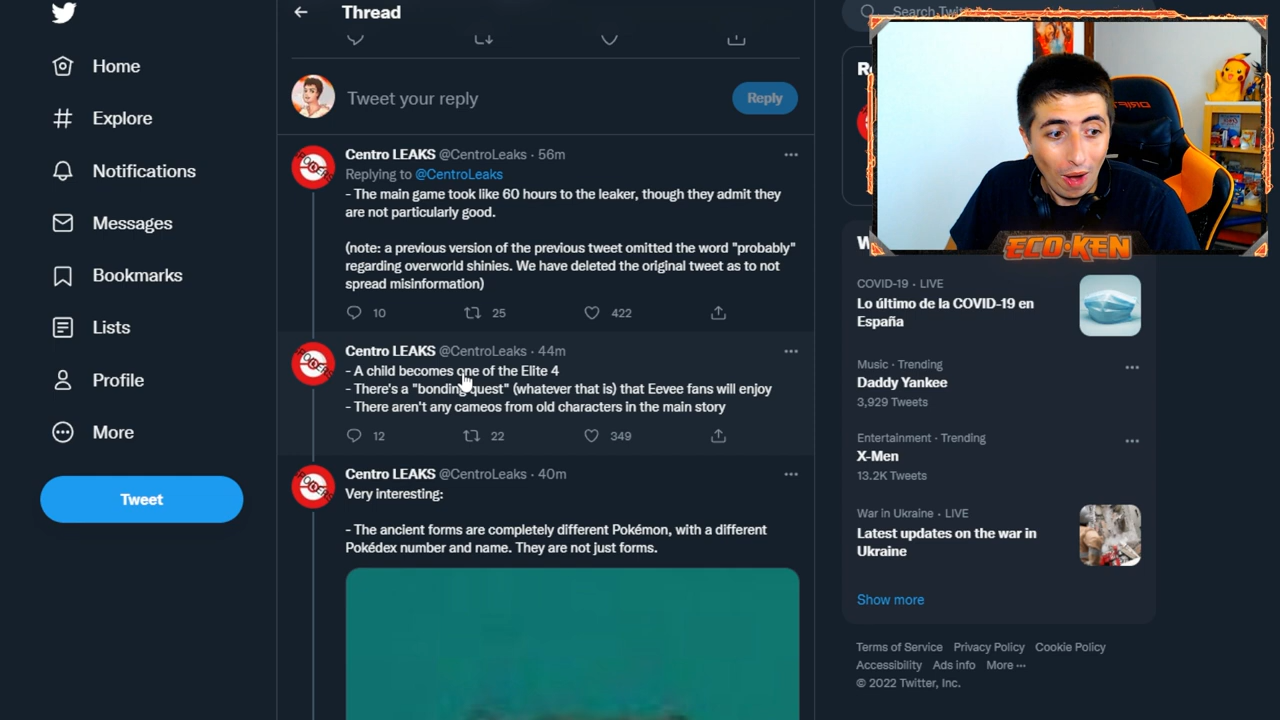 Thread
Search Twitter
Home
Explore
Notifications
Messages
Bookmarks
Lists
Profile
More
Tweet
Tweet your reply
Reply
Centro LEAKS @CentroLeaks · 56m
Replying to @CentroLeaks
- The main game took like 60 hours to the leaker, though they admit they
are not particularly good.
(note: a previous version of the previous tweet omitted the word "probably"
regarding overworld shinies. We have deleted the original tweet as to not
spread misinformation)
10 25 422
Centro LEAKS @CentroLeaks · 44m
- A child becomes one of the Elite 4
- There's a "bonding quest" (whatever that is) that Eevee fans will enjoy
- There aren't any cameos from old characters in the main story
12 22 349
Centro LEAKS @CentroLeaks · 40m
Very interesting:
- The ancient forms are completely different Pokémon, with a different
Pokédex number and name. They are not just forms.
ECO·KEN
COVID-19 · LIVE
Lo último de la COVID-19 en
España
Music · Trending
Daddy Yankee
3,929 Tweets
Entertainment · Trending
X-Men
13.2K Tweets
War in Ukraine · LIVE
Latest updates on the war in
Ukraine
Show more
Terms of Service Privacy Policy Cookie Policy
Accessibility Ads info More ···
© 2022 Twitter, Inc.